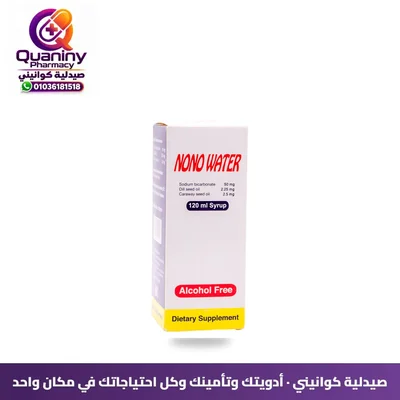 Quaniny
Pharmacy
صيدلية كوانيني
01036181518
NONO WATER
Sodium bicarbonate 50 mg
Dill seed oil 2.25 mg
Caraway seed oil 2.5 mg
120 ml Syrup
Alcohol Free
Dietary Supplement
صيدلية كوانيني - أدويتك وتأمينك وكل احتياجاتك في مكان واحد